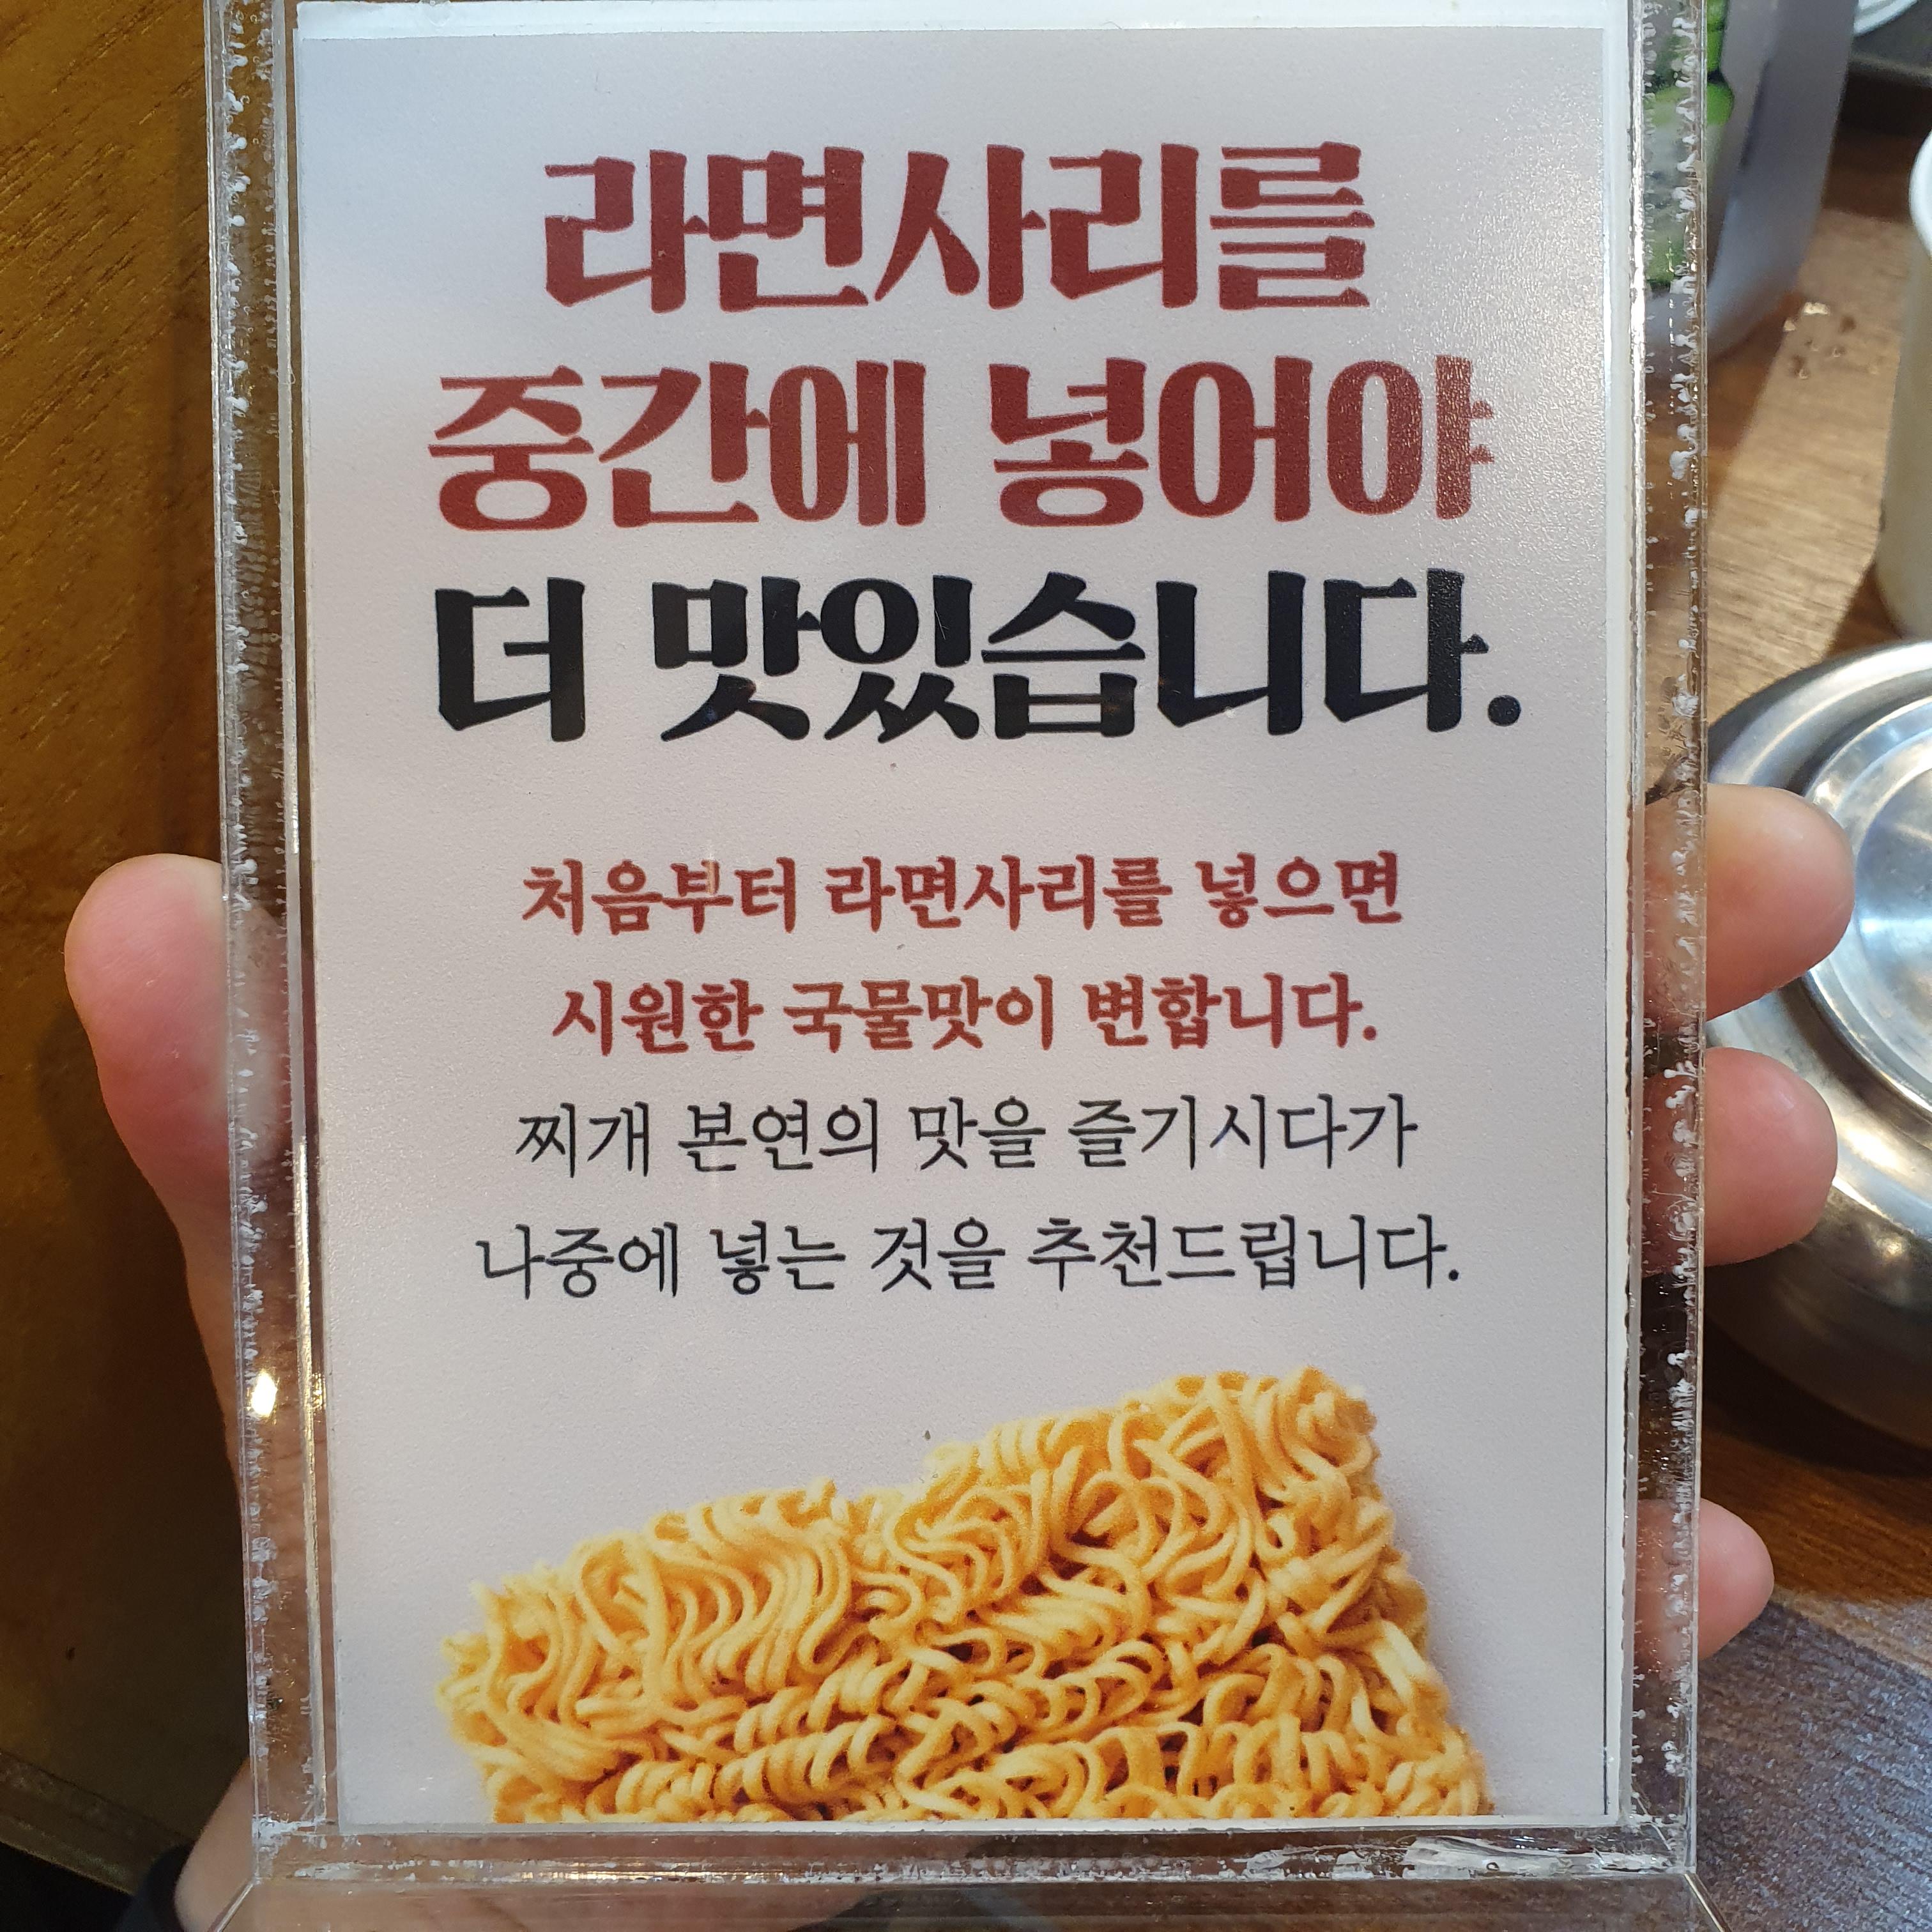 라면사리를
중간에 넣어야
더 맛있습니다.
처음부터 라면사리를 넣으면
시원한 국물맛이 변합니다.
찌개 본연의 맛을 즐기시다가
나중에 넣는 것을 추천드립니다.